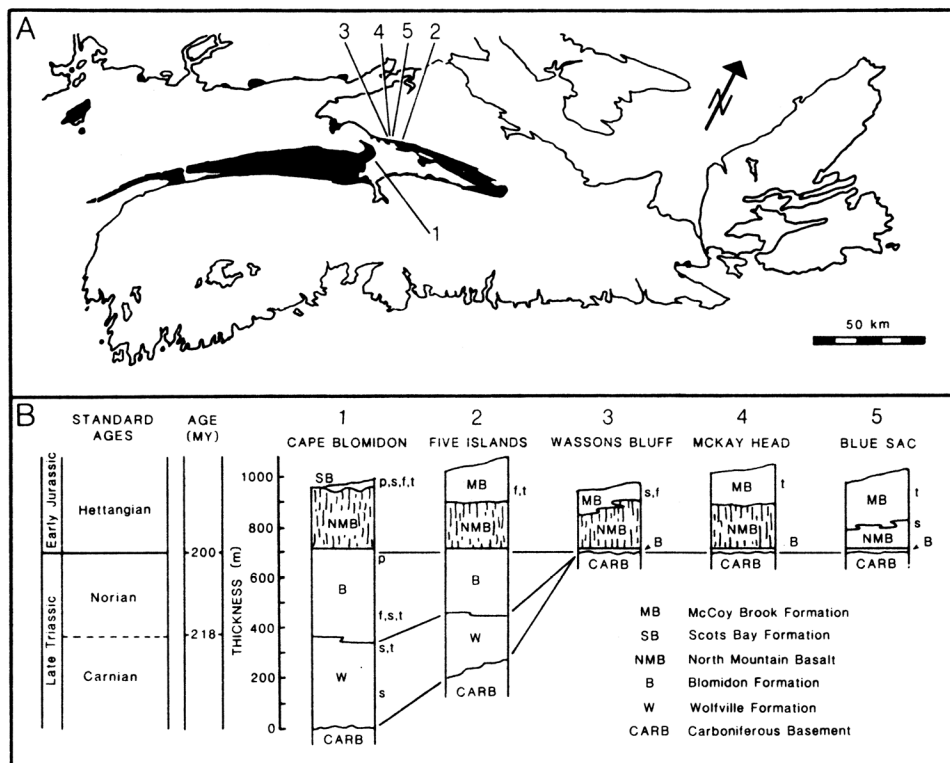 A
3 4 5 2
1
N
50 km
B
STANDARD AGES
AGE (MY)
Early Jurassic
Late Triassic
Hettangian
Norian
Carnian
200
218
THICKNESS (m)
1000
800
600
400
200
0
1
CAPE BLOMIDON
SB
NMB
B
W
CARB
p,s,f,t
p
f,s,t
s,t
s
2
FIVE ISLANDS
MB
NMB
B
W
CARB
f,t
3
WASSONS BLUFF
MB
NMB
CARB
s,f
B
4
MCKAY HEAD
MB
NMB
CARB
t
B
5
BLUE SAC
MB
NMB
CARB
t
s
B
MB McCoy Brook Formation
SB Scots Bay Formation
NMB North Mountain Basalt
B Blomidon Formation
W Wolfville Formation
CARB Carboniferous Basement